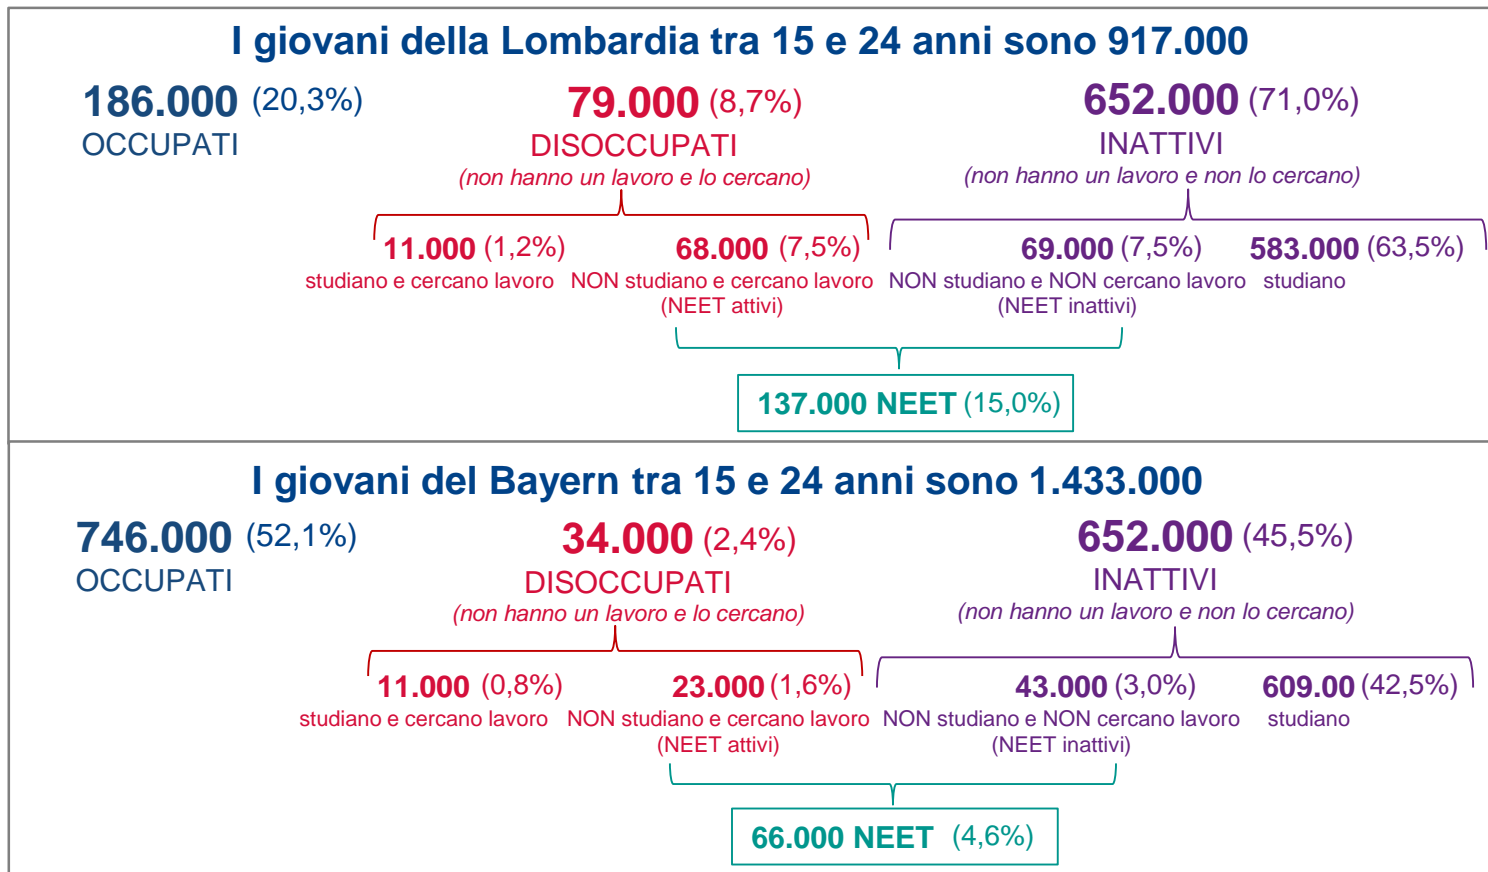 I giovani della Lombardia tra 15 e 24 anni sono 917.000
186.000 (20,3%)
OCCUPATI
79.000 (8,7%)
DISOCCUPATI
(non hanno un lavoro e lo cercano)
652.000 (71,0%)
INATTIVI
(non hanno un lavoro e non lo cercano)
11.000 (1,2%)
studiano e cercano lavoro
68.000 (7,5%)
NON studiano e cercano lavoro
(NEET attivi)
69.000 (7,5%)
NON studiano e NON cercano lavoro
(NEET inattivi)
583.000 (63,5%)
studiano
137.000 NEET (15,0%)
I giovani del Bayern tra 15 e 24 anni sono 1.433.000
746.000 (52,1%)
OCCUPATI
34.000 (2,4%)
DISOCCUPATI
(non hanno un lavoro e lo cercano)
652.000 (45,5%)
INATTIVI
(non hanno un lavoro e non lo cercano)
11.000 (0,8%)
studiano e cercano lavoro
23.000 (1,6%)
NON studiano e cercano lavoro
(NEET attivi)
43.000 (3,0%)
NON studiano e NON cercano lavoro
(NEET inattivi)
609.00 (42,5%)
studiano
66.000 NEET (4,6%)